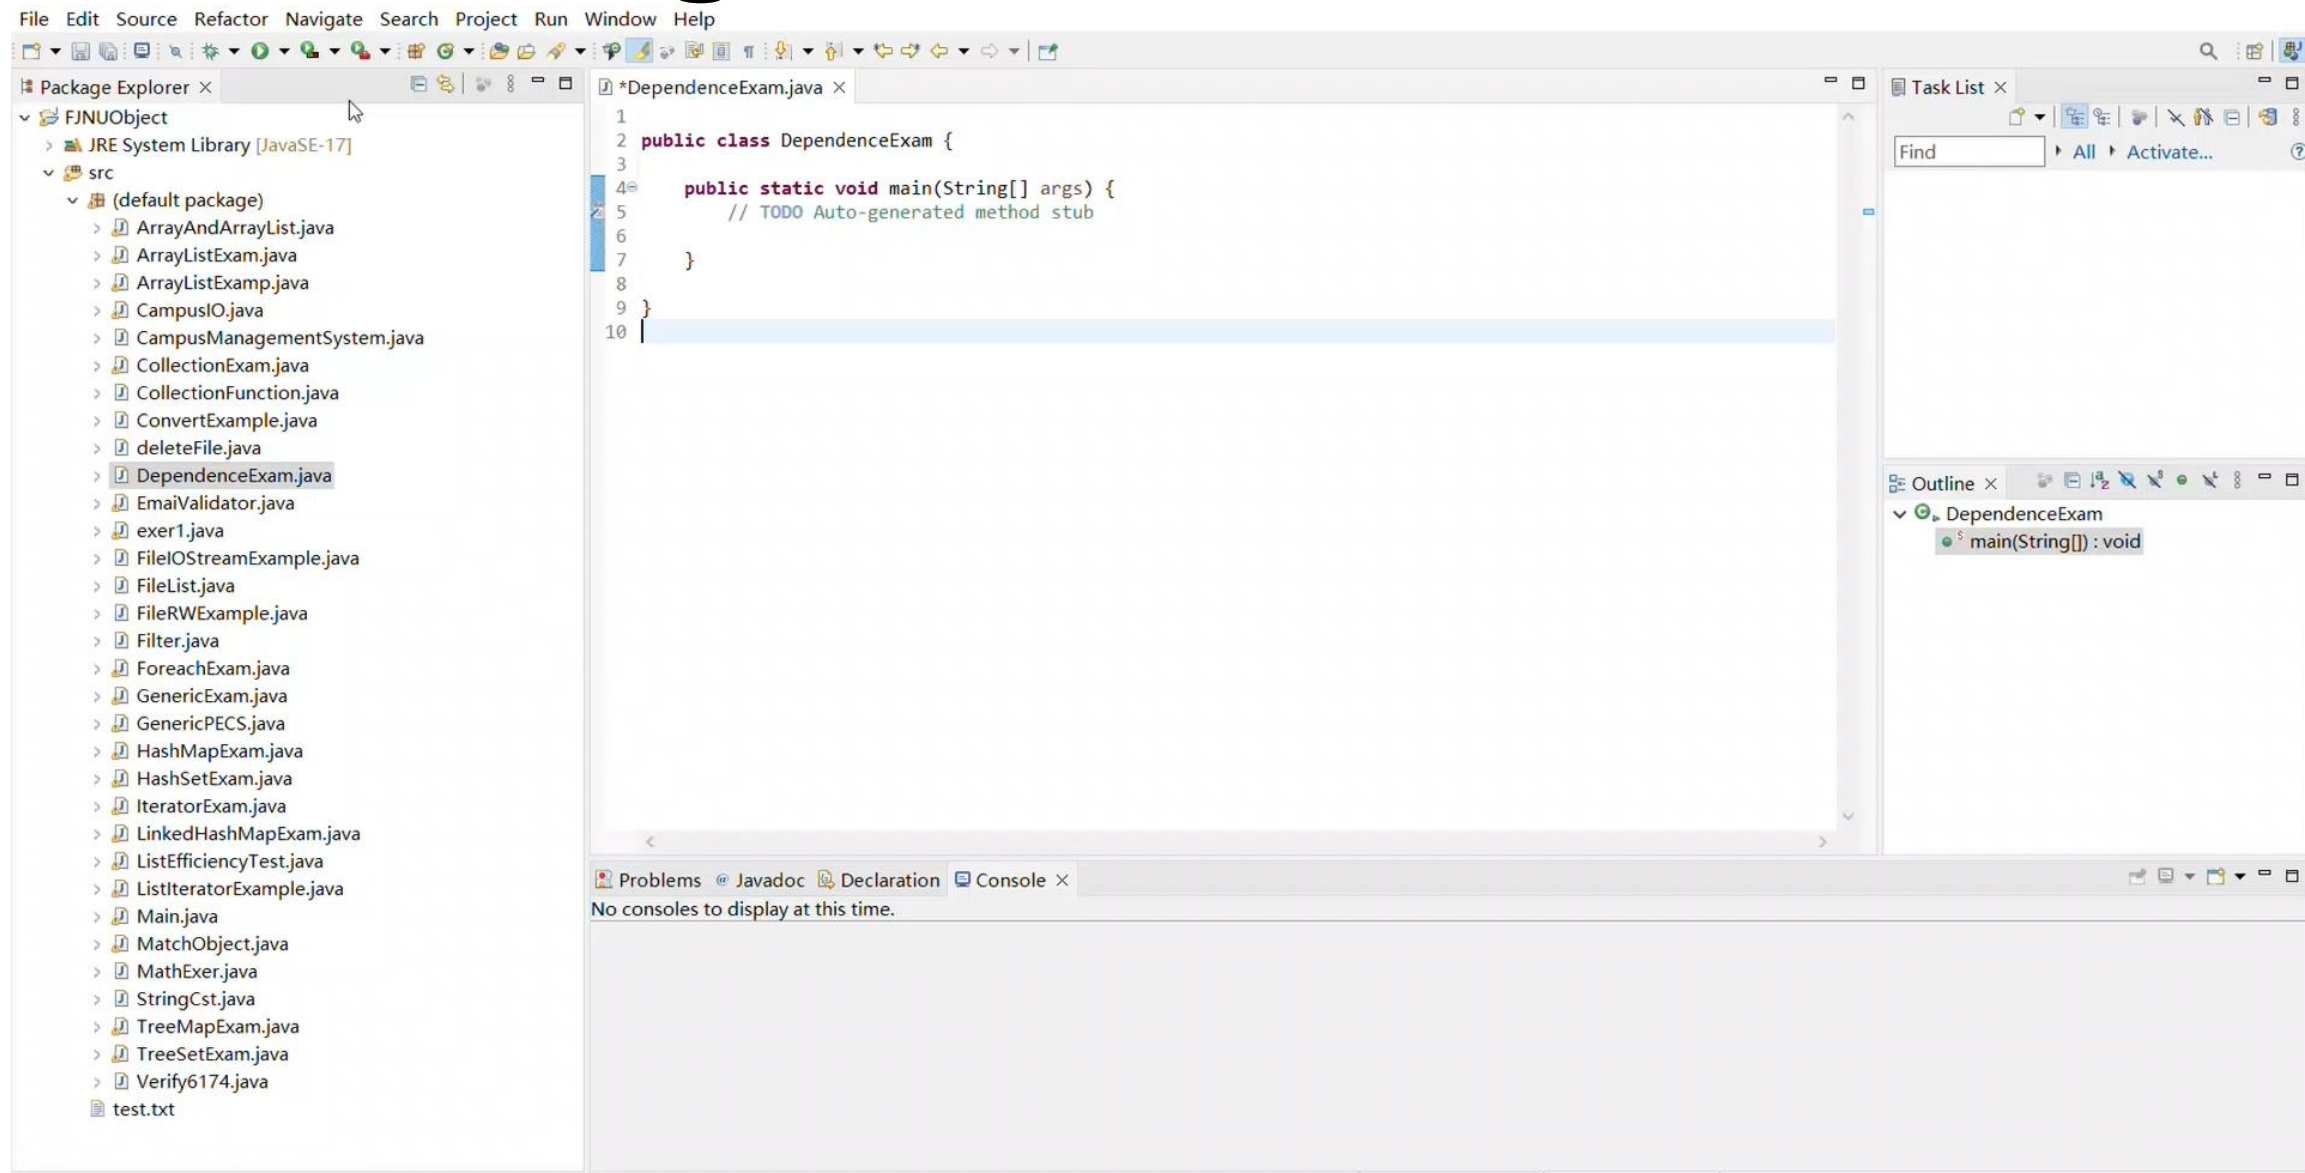 File Edit Source Refactor Navigate Search Project Run Window Help
Package Explorer
FJNUObject
JRE System Library [JavaSE-17]
src
(default package)
ArrayAndArrayList.java
ArrayListExam.java
ArrayListExamp.java
CampusIO.java
CampusManagementSystem.java
CollectionExam.java
CollectionFunction.java
ConvertExample.java
deleteFile.java
DependenceExam.java
EmaiValidator.java
exer1.java
FileIOStreamExample.java
FileList.java
FileRWExample.java
Filter.java
ForeachExam.java
GenericExam.java
GenericPECS.java
HashMapExam.java
HashSetExam.java
IteratorExam.java
LinkedHashMapExam.java
ListEfficiencyTest.java
ListIteratorExample.java
Main.java
MatchObject.java
MathExer.java
StringCst.java
TreeMapExam.java
TreeSetExam.java
Verify6174.java
test.txt
*DependenceExam.java
1
2 public class DependenceExam {
3
4 public static void main(String[] args) {
5 // TODO Auto-generated method stub
6
7 }
8
9 }
10
Task List
Find All Activate...
Outline
DependenceExam
main(String[]) : void
Problems Javadoc Declaration Console
No consoles to display at this time.